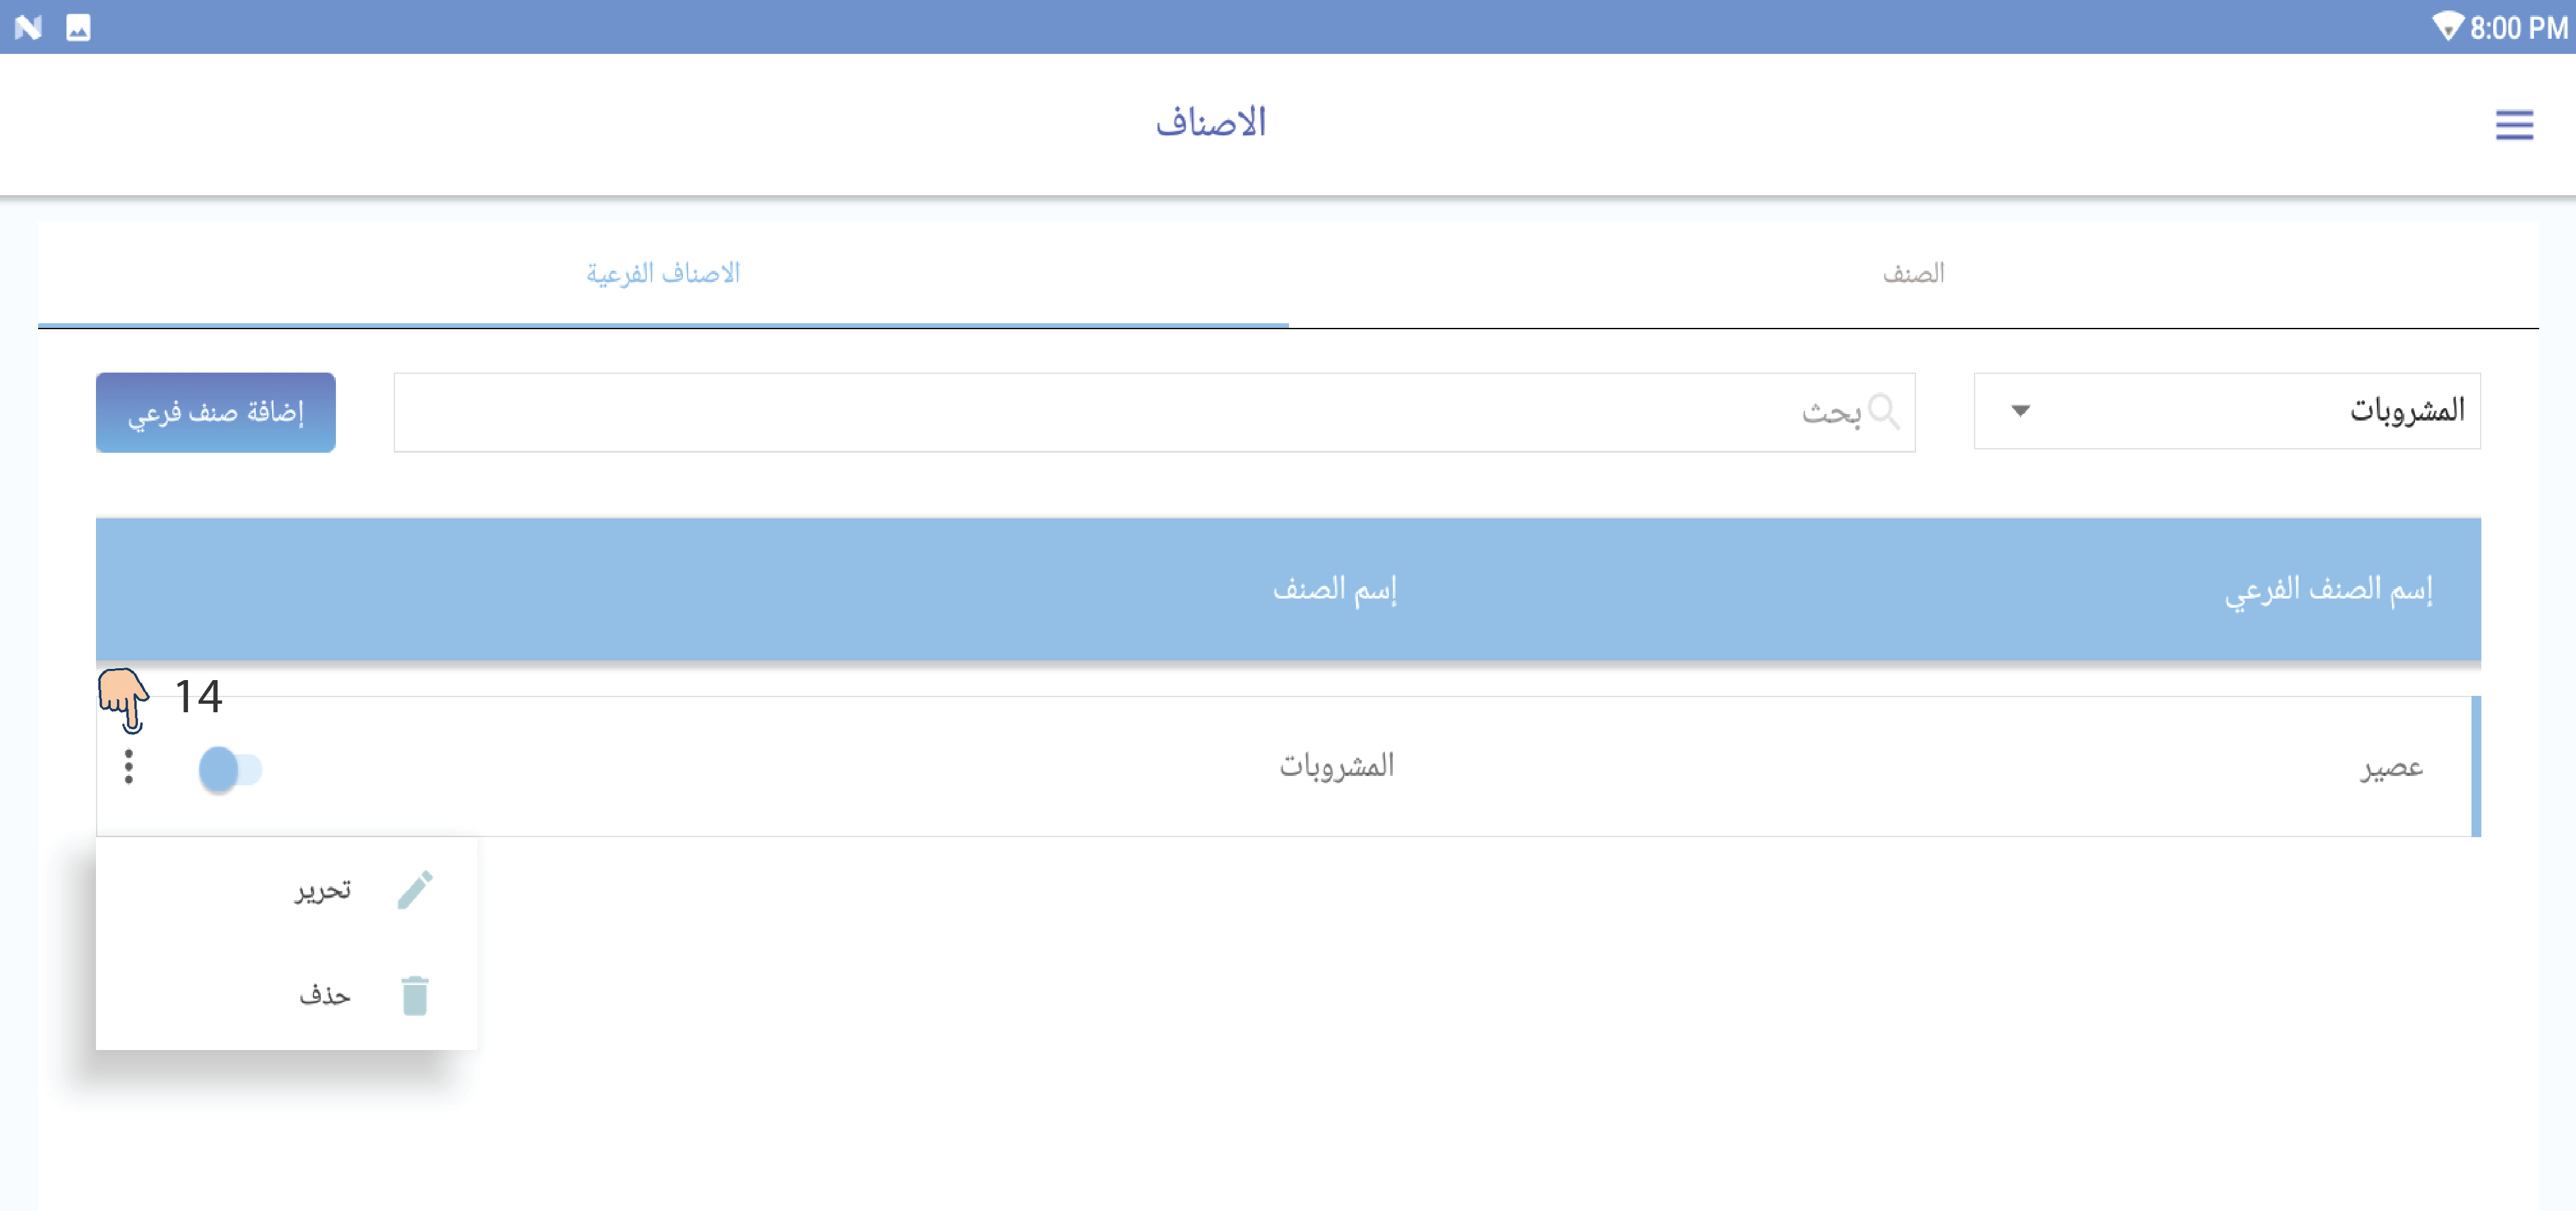 8:00 PM
الاصناف
الصنف
الاصناف الفرعية
المشروبات
بحث
إضافة صنف فرعي
إسم الصنف الفرعي
إسم الصنف
14
عصير
المشروبات
تحرير
حذف